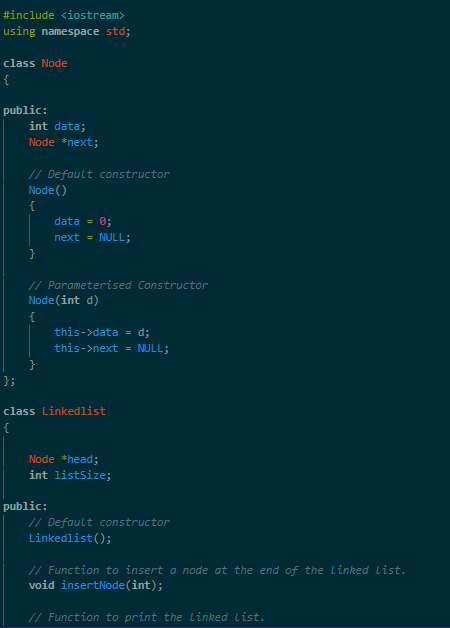 #include <iostream>
using namespace std;
class Node
{
public:
int data;
Node *next;
// Default constructor
Node()
{
data = 0;
next = NULL;
}
// Parameterised Constructor
Node(int d)
{
this->data = d;
this->next = NULL;
}
};
class Linkedlist
{
Node *head;
int listSize;
public:
// Default constructor
Linkedlist();
// Function to insert a node at the end of the linked list.
void insertNode(int);
// Function to print the linked list.